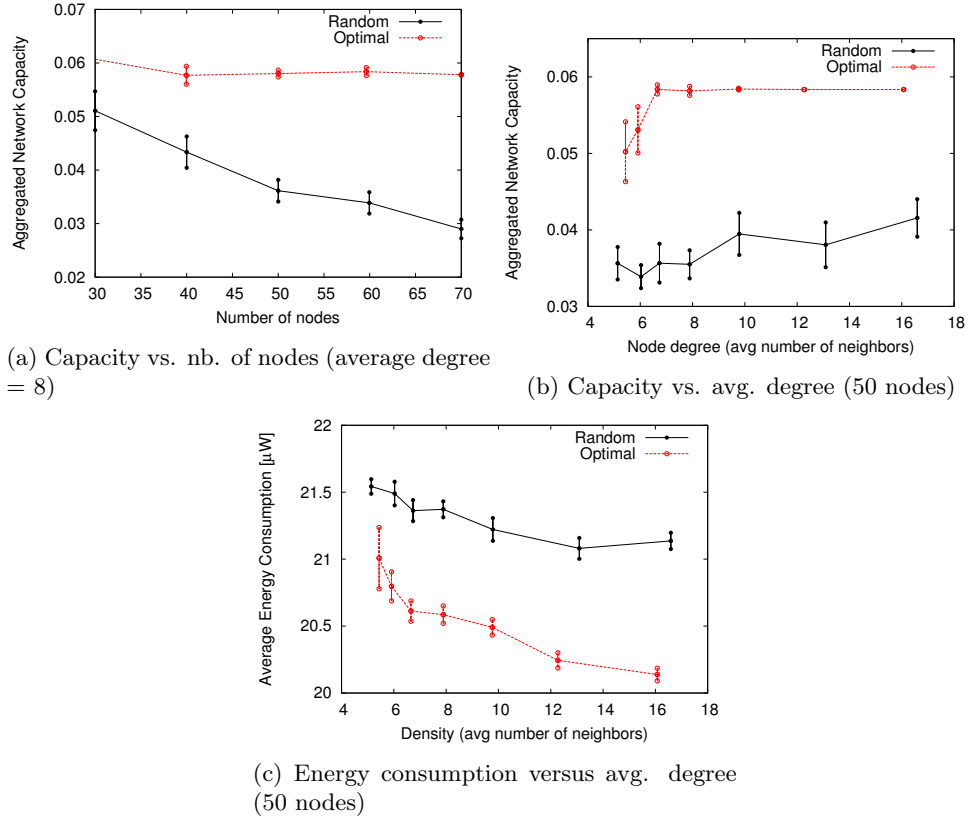 Random
Optimal
0.07
0.06
0.05
0.04
0.03
0.02
30 35 40 45 50 55 60 65 70
Aggregated Network Capacity
Number of nodes
(a) Capacity vs. nb. of nodes (average degree
= 8)
Random
Optimal
0.06
0.05
0.04
0.03
4 6 8 10 12 14 16 18
Aggregated Network Capacity
Node degree (avg number of neighbors)
(b) Capacity vs. avg. degree (50 nodes)
Random
Optimal
22
21.5
21
20.5
20
4 6 8 10 12 14 16 18
Average Energy Consumption [µW]
Density (avg number of neighbors)
(c) Energy consumption versus avg. degree
(50 nodes)